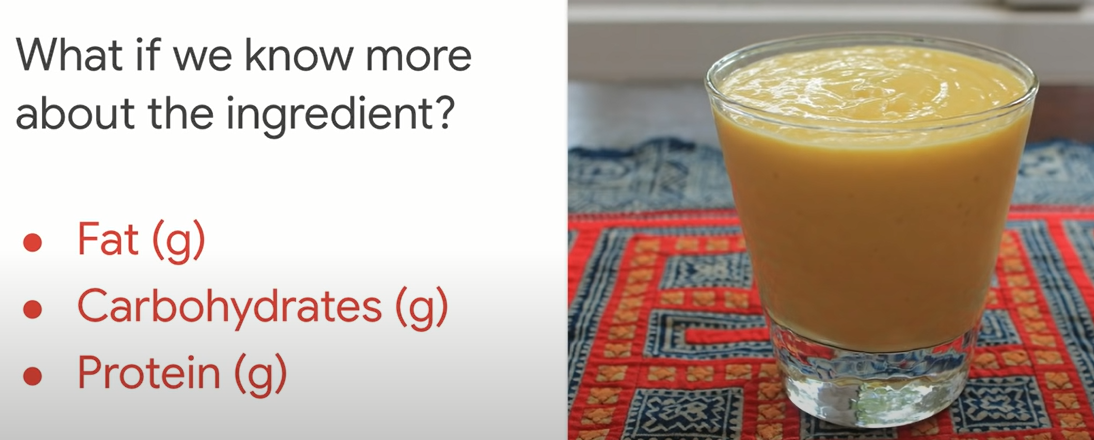 What if we know more
about the ingredient?
• Fat (g)
• Carbohydrates (g)
• Protein (g)